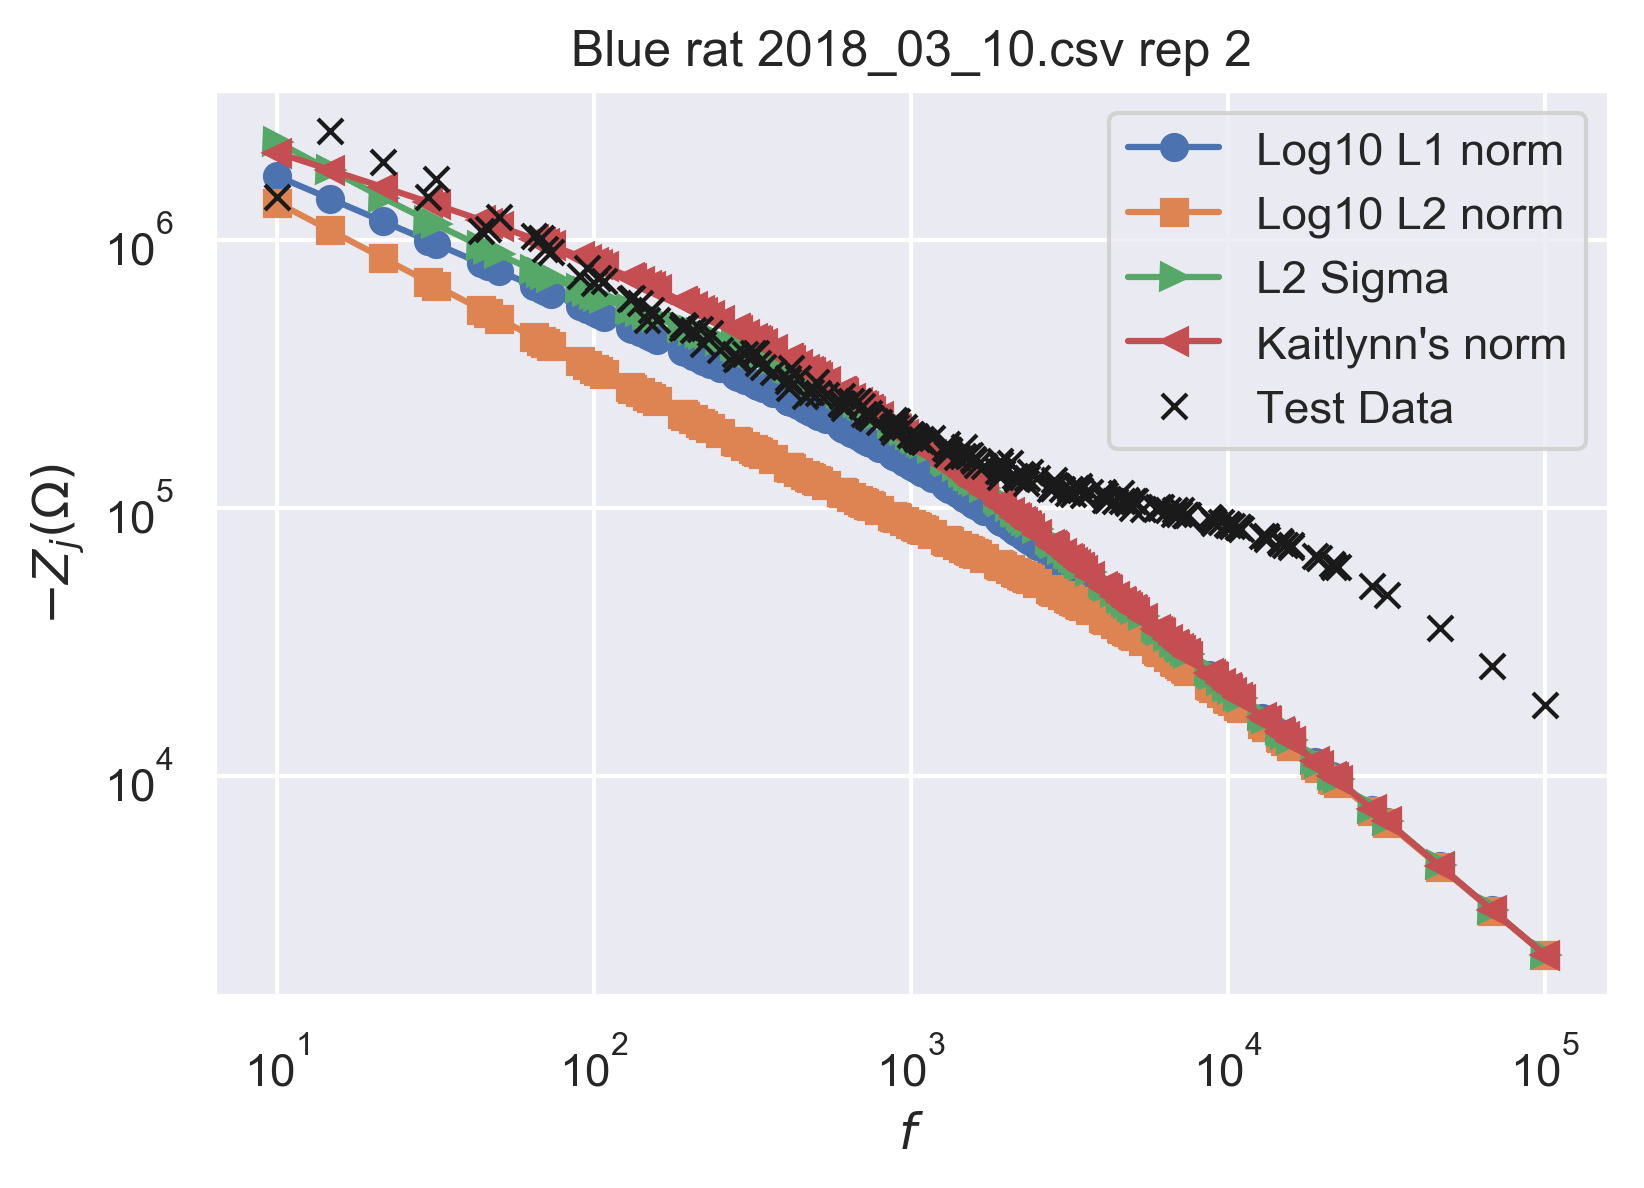 Blue rat 2018_03_10.csv rep 2
Log10 L1 norm
Log10 L2 norm
L2 Sigma
Kaitlynn's norm
Test Data
−Z_j(Ω)
10^6
10^5
10^4
10^1 10^2 10^3 10^4 10^5
f